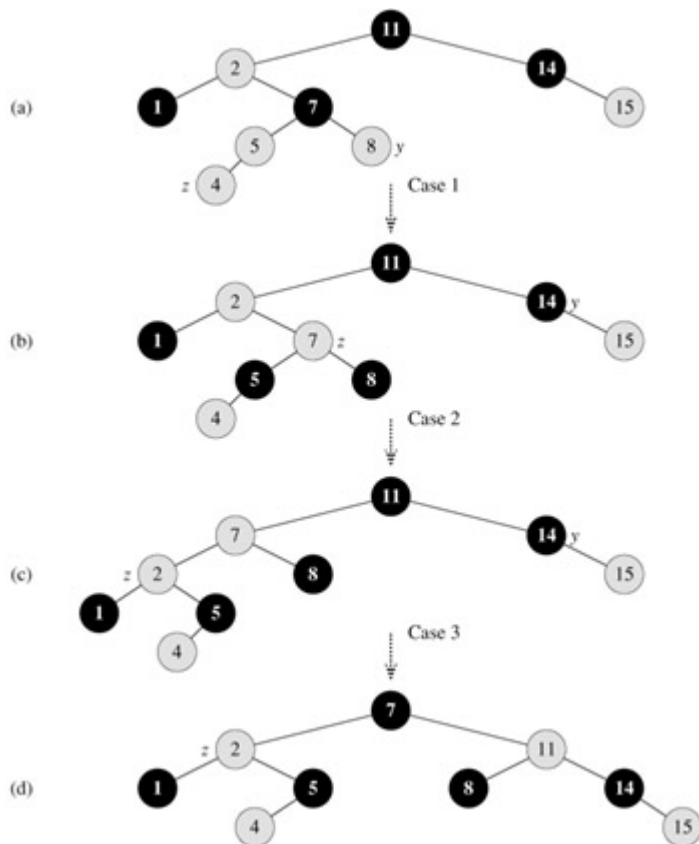 11
2 14
(a) 1 7 15
5 8 y
z 4
Case 1
11
2 14 y
(b) 1 7 z 15
5 8
4
Case 2
11
7 14 y
(c) z 2 8 15
1 5
4
Case 3
7
z 2 11
(d) 1 5 8 14
4 15